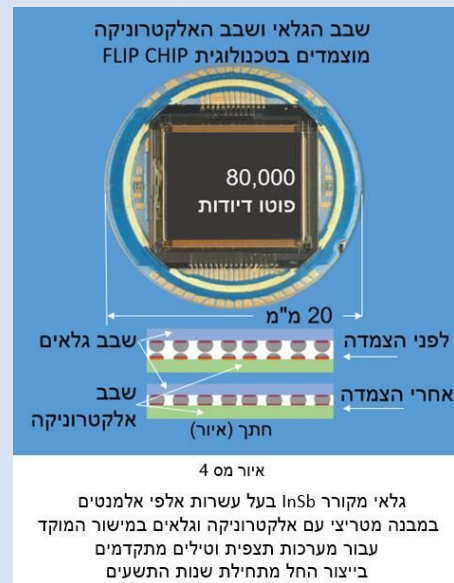 שבב הגלאי ושבב האלקטרוניקה
מוצמדים בטכנולוגית FLIP CHIP
80,000
פוטו דיודות
20 מ"מ
לפני הצמדה
שבב גלאים
אחרי הצמדה
שבב
אלקטרוניקה
חתך (איור)
איור מס 4
גלאי מקורר InSb בעל עשרות אלפי אלמנטים
במבנה מטריצי עם אלקטרוניקה וגלאים במישור המוקד
עבור מערכות תצפית וטילים מתקדמים
בייצור החל מתחילת שנות התשעים